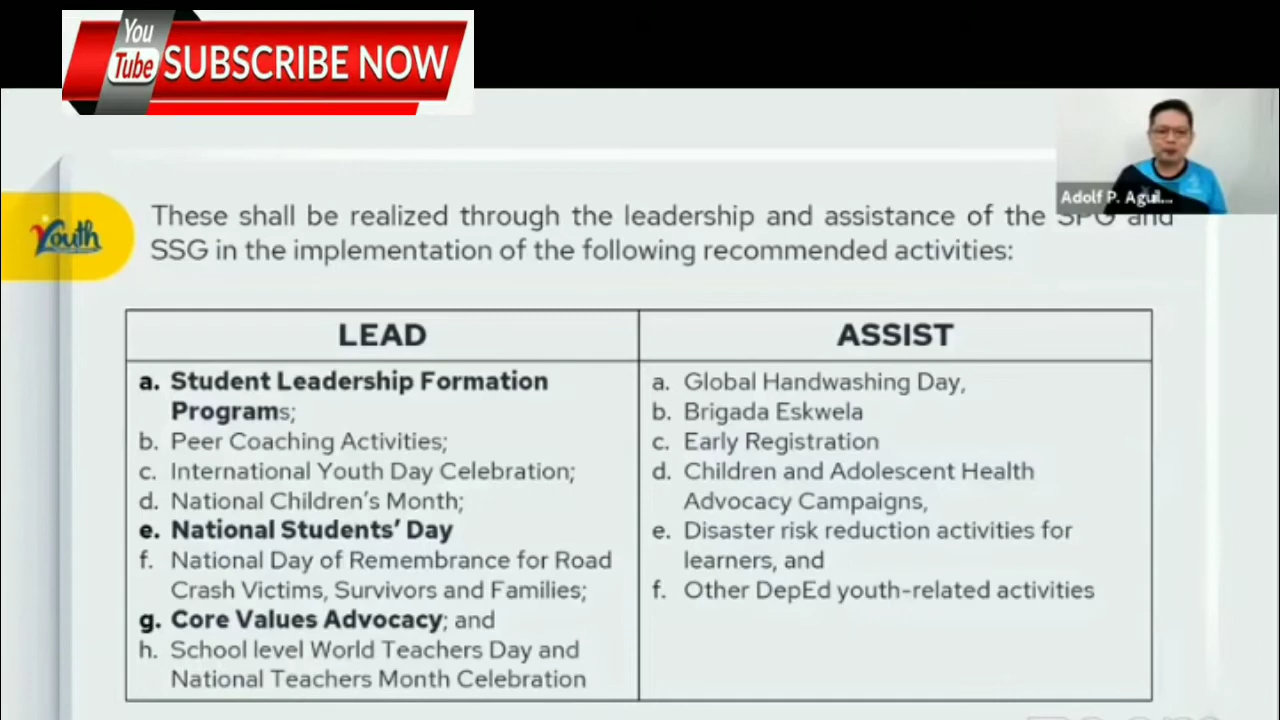 You
Tube SUBSCRIBE NOW
Adolf P. Aguil...
Youth
These shall be realized through the leadership and assistance of the SPG and
SSG in the implementation of the following recommended activities:
LEAD
ASSIST
a. Student Leadership Formation
Programs;
b. Peer Coaching Activities;
c. International Youth Day Celebration;
d. National Children's Month;
e. National Students' Day
f. National Day of Remembrance for Road
Crash Victims, Survivors and Families;
g. Core Values Advocacy; and
h. School level World Teachers Day and
National Teachers Month Celebration
a. Global Handwashing Day,
b. Brigada Eskwela
c. Early Registration
d. Children and Adolescent Health
Advocacy Campaigns,
e. Disaster risk reduction activities for
learners, and
f. Other DepEd youth-related activities